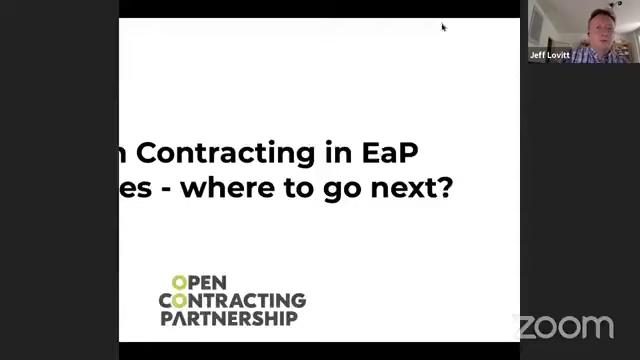 Contracting in EaP
es - where to go next?
OPEN
CONTRACTING
PARTNERSHIP
Jeff Lovitt
zoom